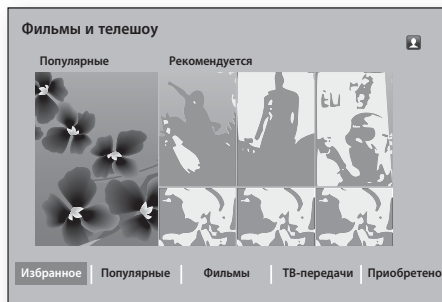 Фильмы и телешоу
Популярные Рекомендуется
Избранное Популярные Фильмы ТВ-передачи Приобретено